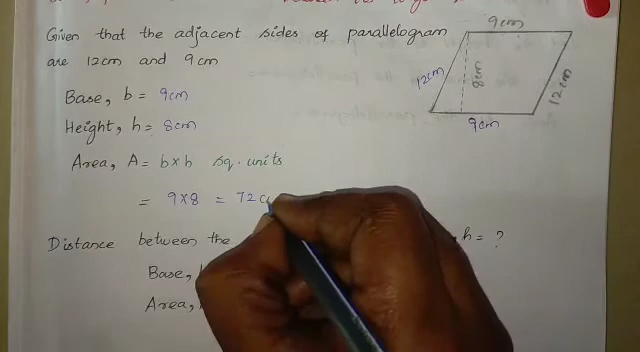 Given that the adjacent sides of parallelogram
are 12cm and 9cm
Base, b = 9cm
Height, h = 8cm
Area, A = b×h sq. units
= 9×8 = 72
Distance between the
h = ?
Base,
Area,
9cm
12cm
8cm
12cm
9cm